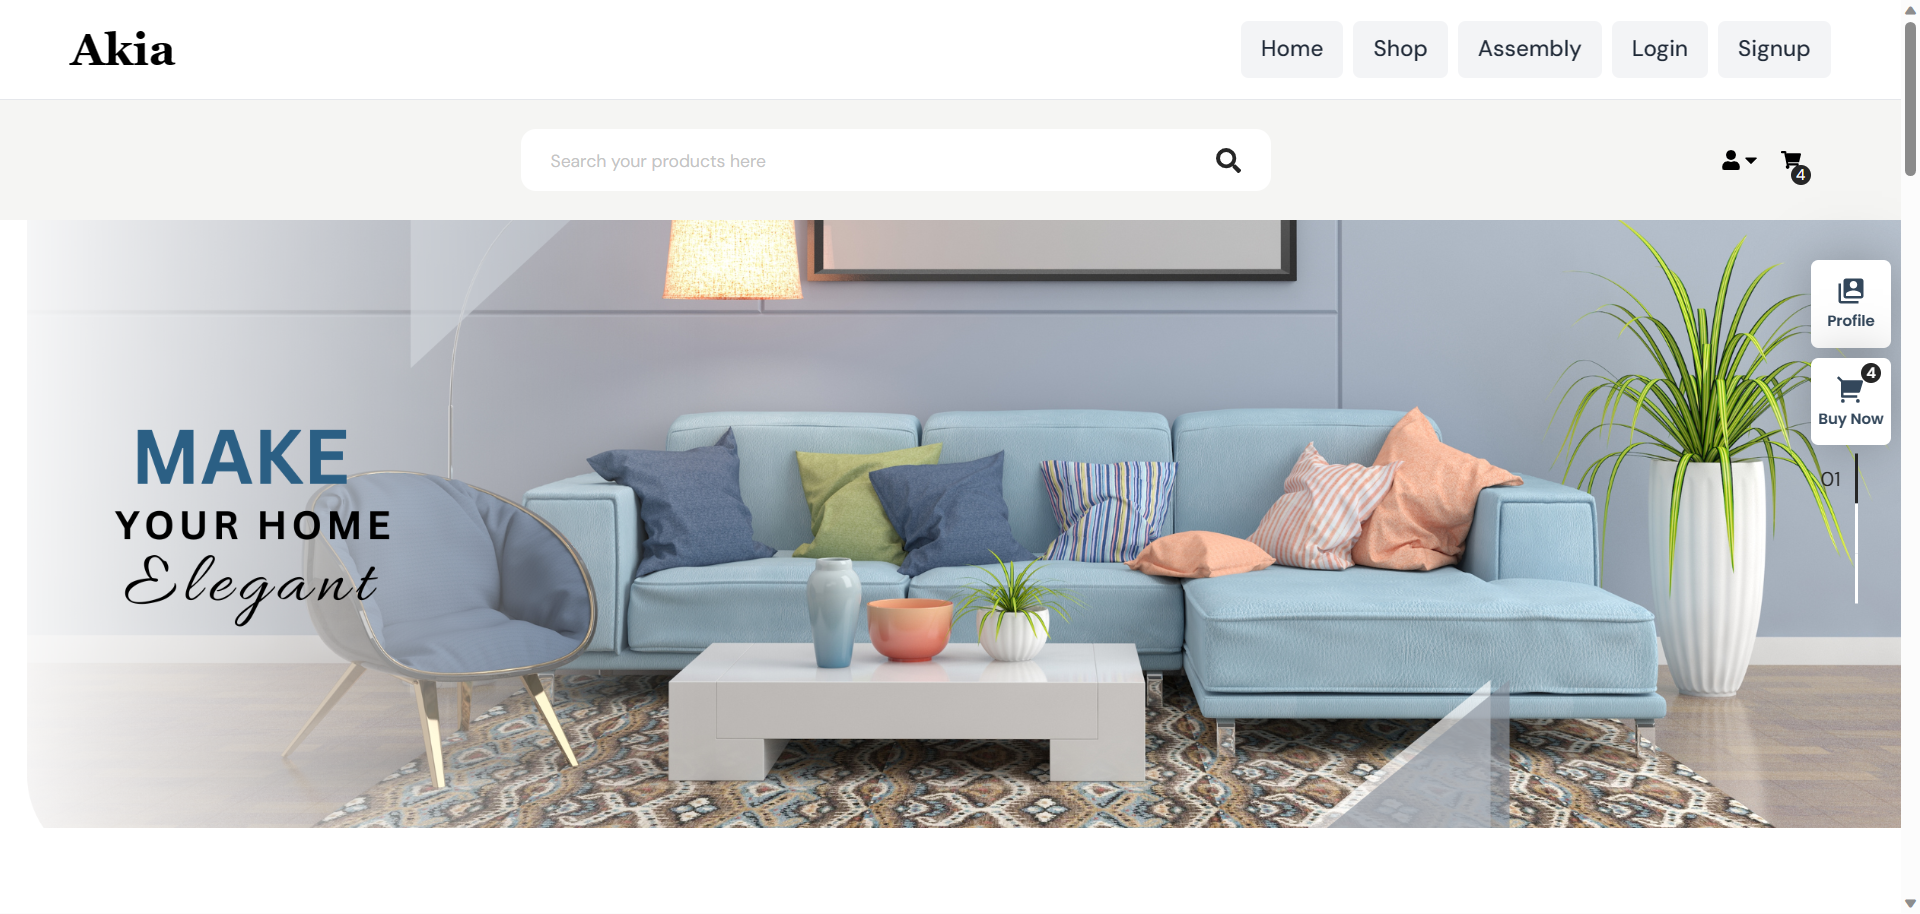 Akia
Home
Shop
Assembly
Login
Signup
Search your products here
4
Profile
4
Buy Now
01
MAKE
YOUR HOME
Elegant